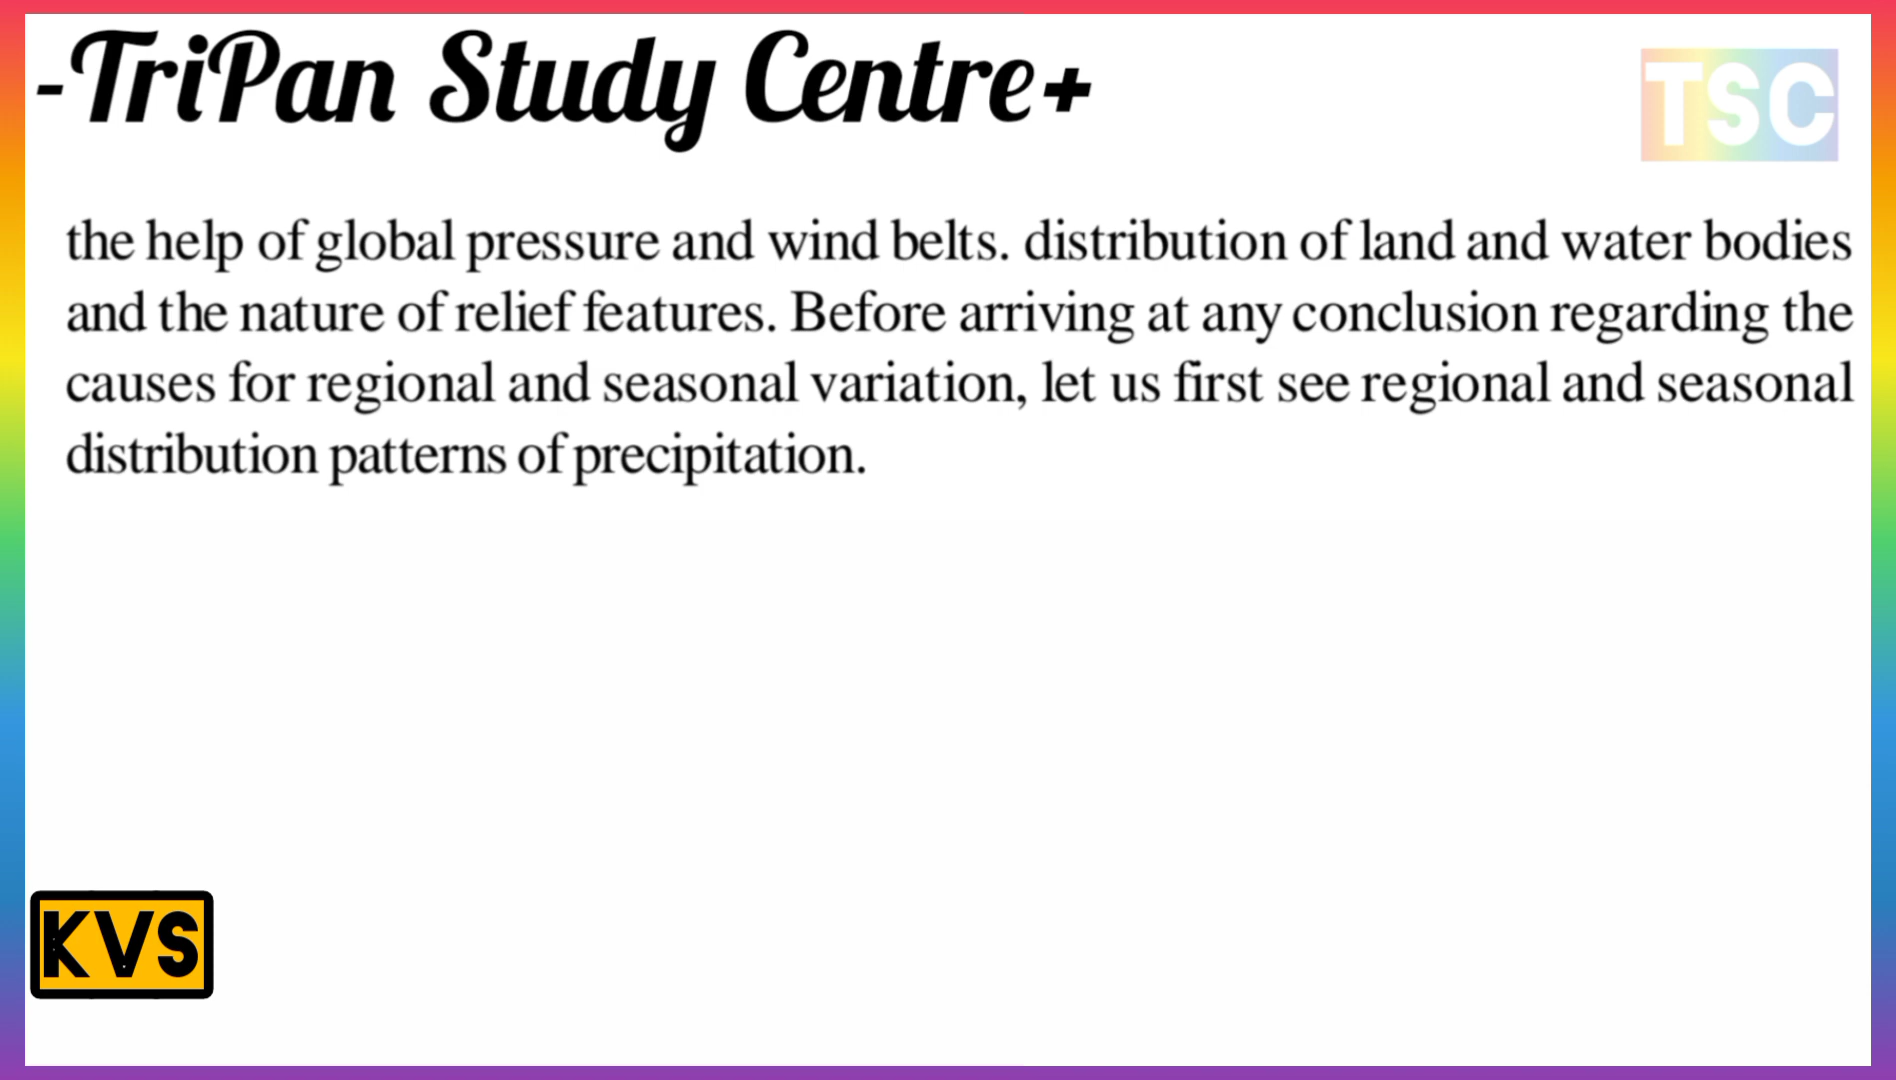 -TriPan Study Centre+
TSC
the help of global pressure and wind belts. distribution of land and water bodies
and the nature of relief features. Before arriving at any conclusion regarding the
causes for regional and seasonal variation, let us first see regional and seasonal
distribution patterns of precipitation.
KVS